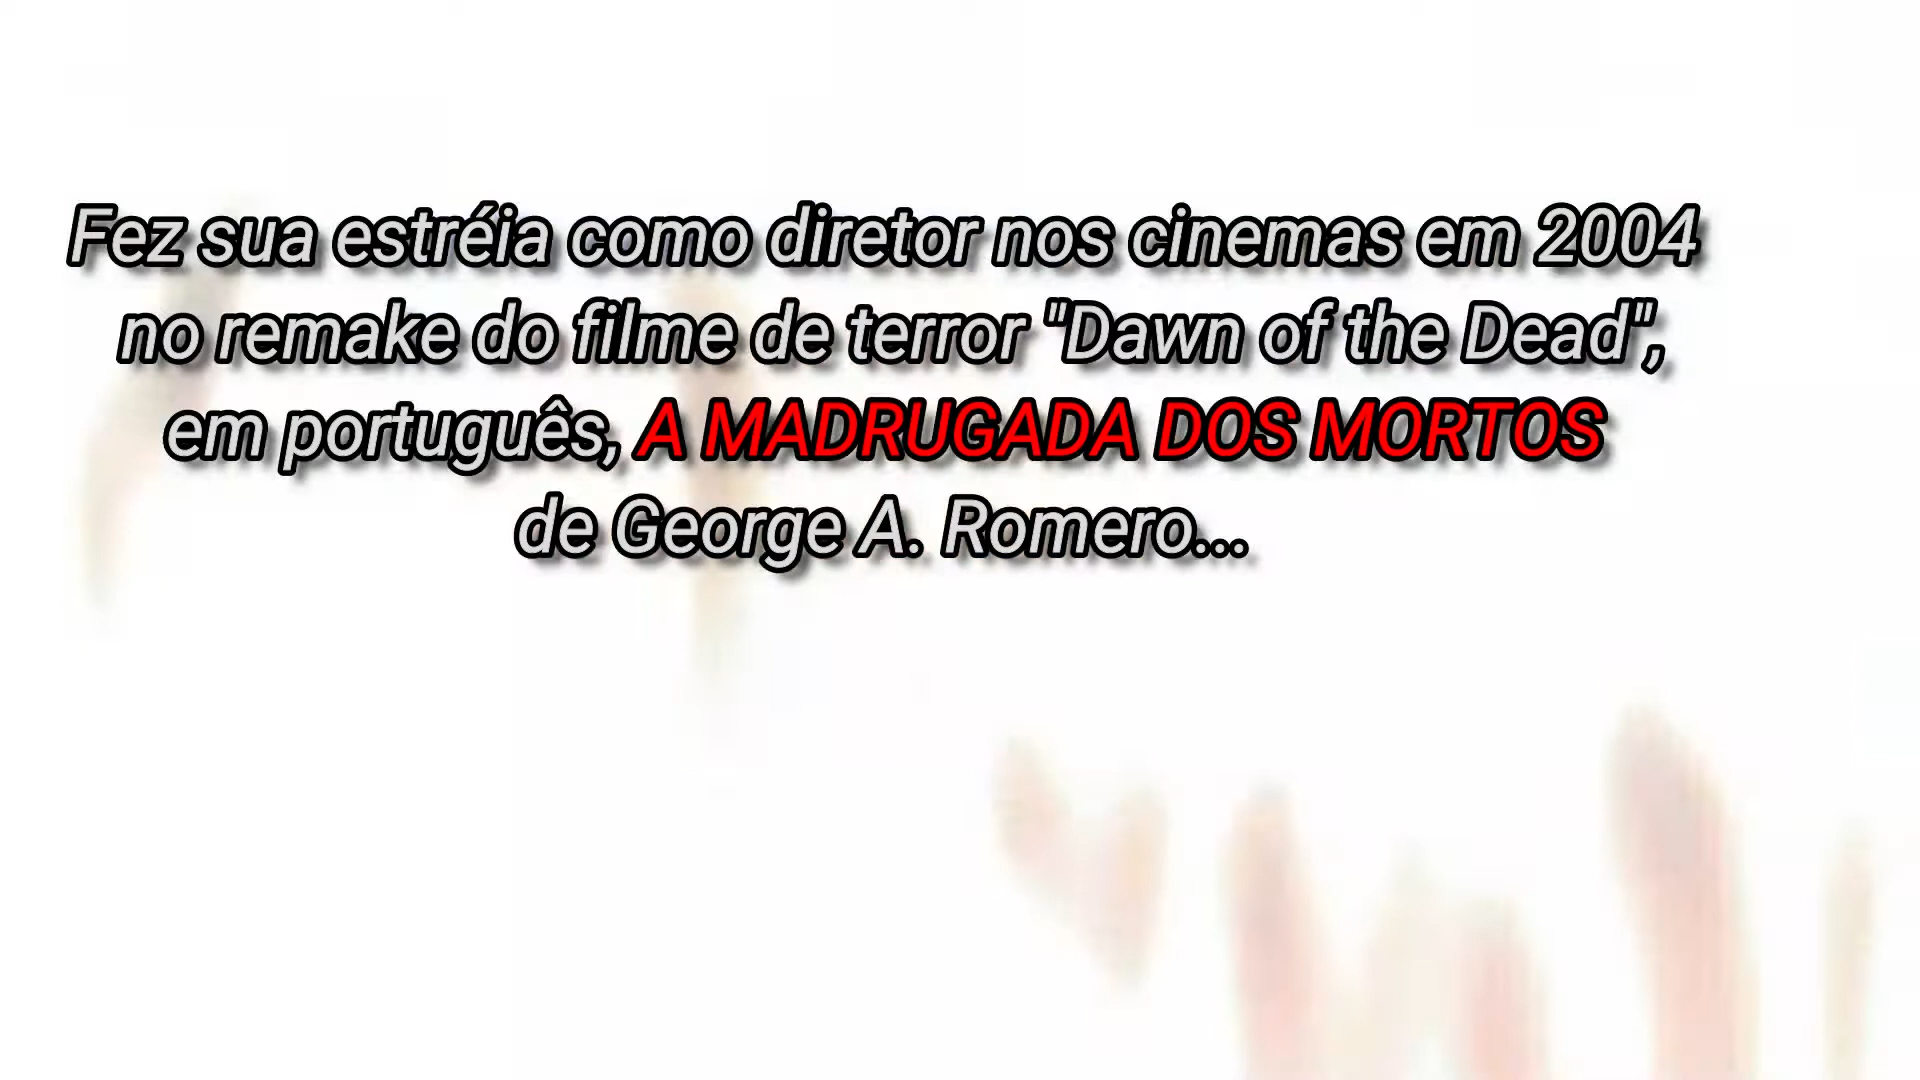 Fez sua estréia como diretor nos cinemas em 2004
no remake do filme de terror "Dawn of the Dead",
em português, A MADRUGADA DOS MORTOS
de George A. Romero...